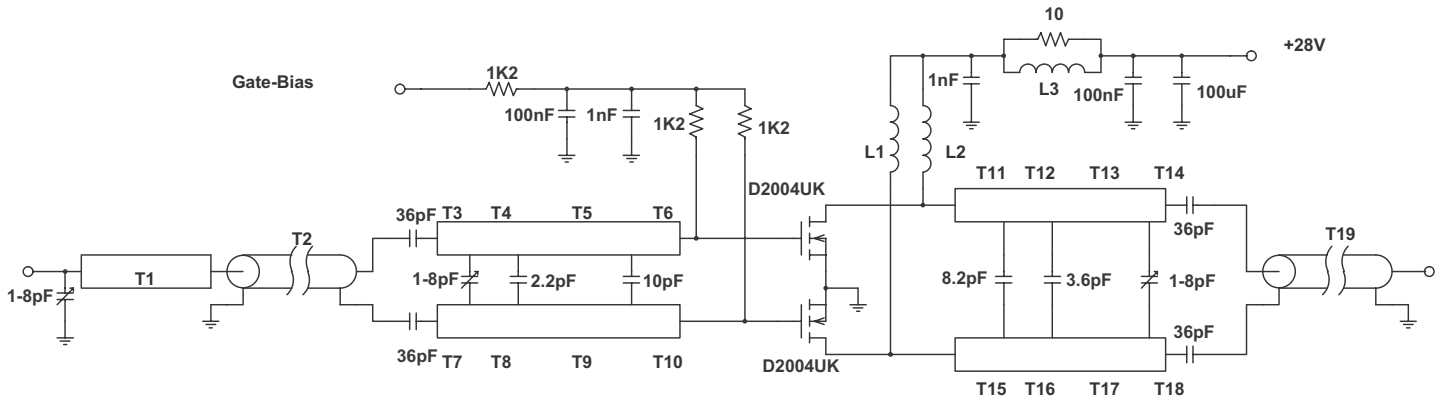 10
+28V
Gate-Bias
1K2
1nF
L3
100nF
100uF
100nF
1nF
1K2
1K2
L1
L2
D2004UK
T11 T12 T13 T14
36pF
T3 T4 T5 T6
36pF
T2
T19
T1
1-8pF
1-8pF
2.2pF
10pF
8.2pF
3.6pF
1-8pF
36pF
36pF
T7 T8 T9 T10
D2004UK
T15 T16 T17 T18